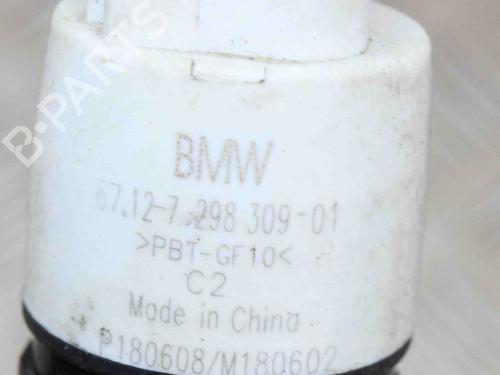 B-PARTS
BMW
67.12-7.298 309-01
>PBT-GF10<
C2
Made in China
P180608/M180602